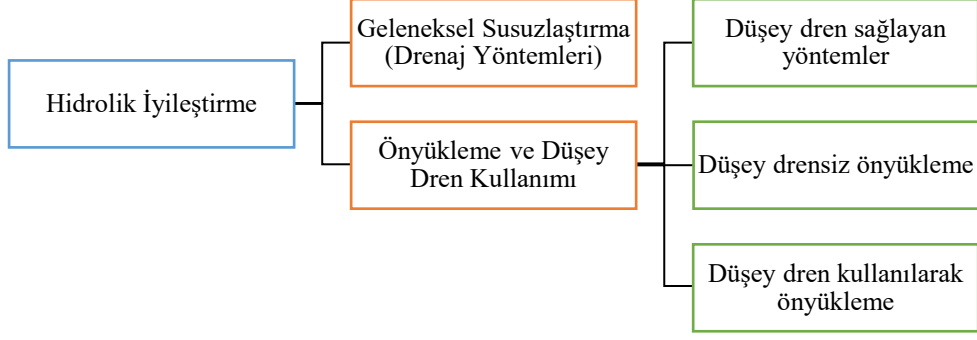 Hidrolik İyileştirme
Geleneksel Susuzlaştırma
(Drenaj Yöntemleri)
Önyükleme ve Düşey
Dren Kullanımı
Düşey dren sağlayan
yöntemler
Düşey drensiz önyükleme
Düşey dren kullanılarak
önyükleme